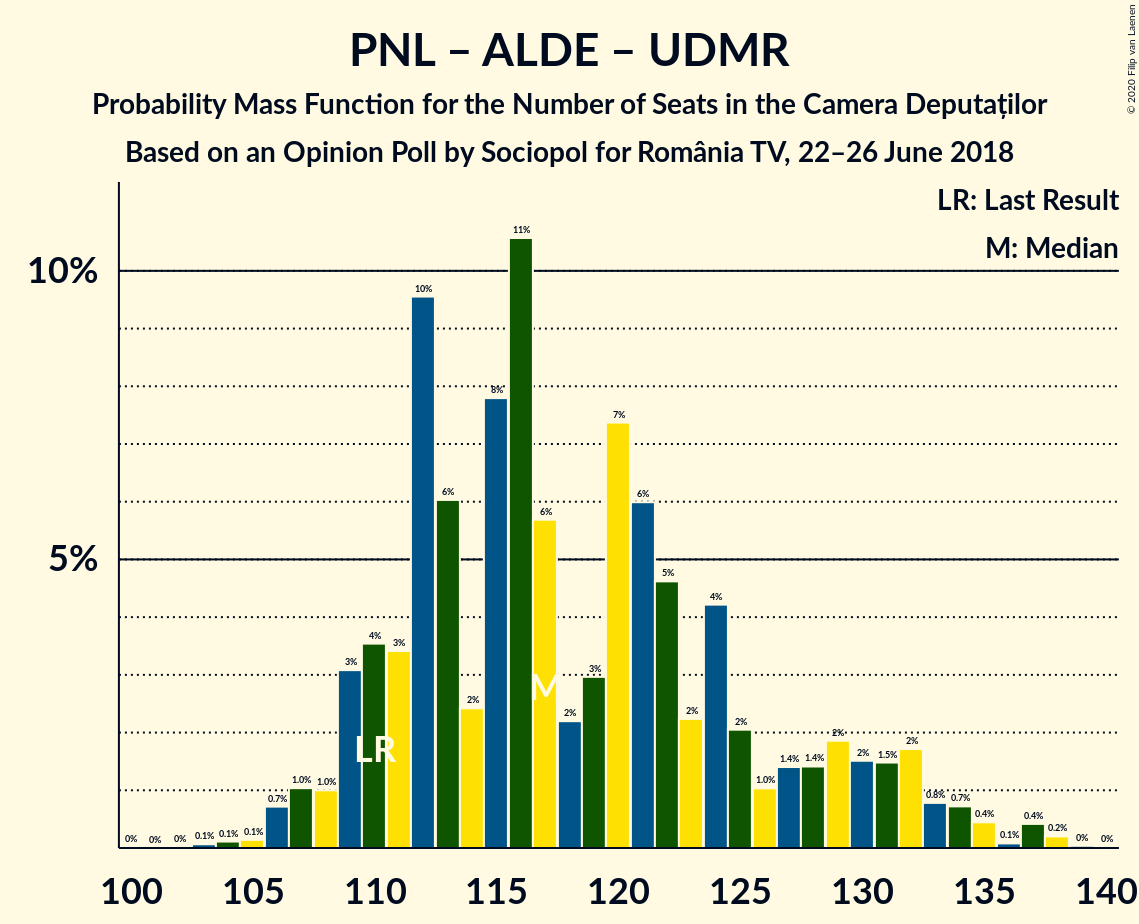 PNL – ALDE – UDMR
Probability Mass Function for the Number of Seats in the Camera Deputaților
Based on an Opinion Poll by Sociopol for România TV, 22–26 June 2018
© 2020 Filip van Laenen
LR: Last Result
M: Median
10%
5%
0% 0% 0% 0.1% 0.1% 0.1% 0.7% 1.0% 1.0% 3% 4% 3% 10% 6% 2% 8% 11% 6% 2% 3% 7% 6% 5% 2% 4% 2% 1.0% 1.4% 1.4% 2% 2% 1.5% 2% 0.8% 0.7% 0.4% 0.1% 0.4% 0.2% 0% 0%
LR
M
100 105 110 115 120 125 130 135 140